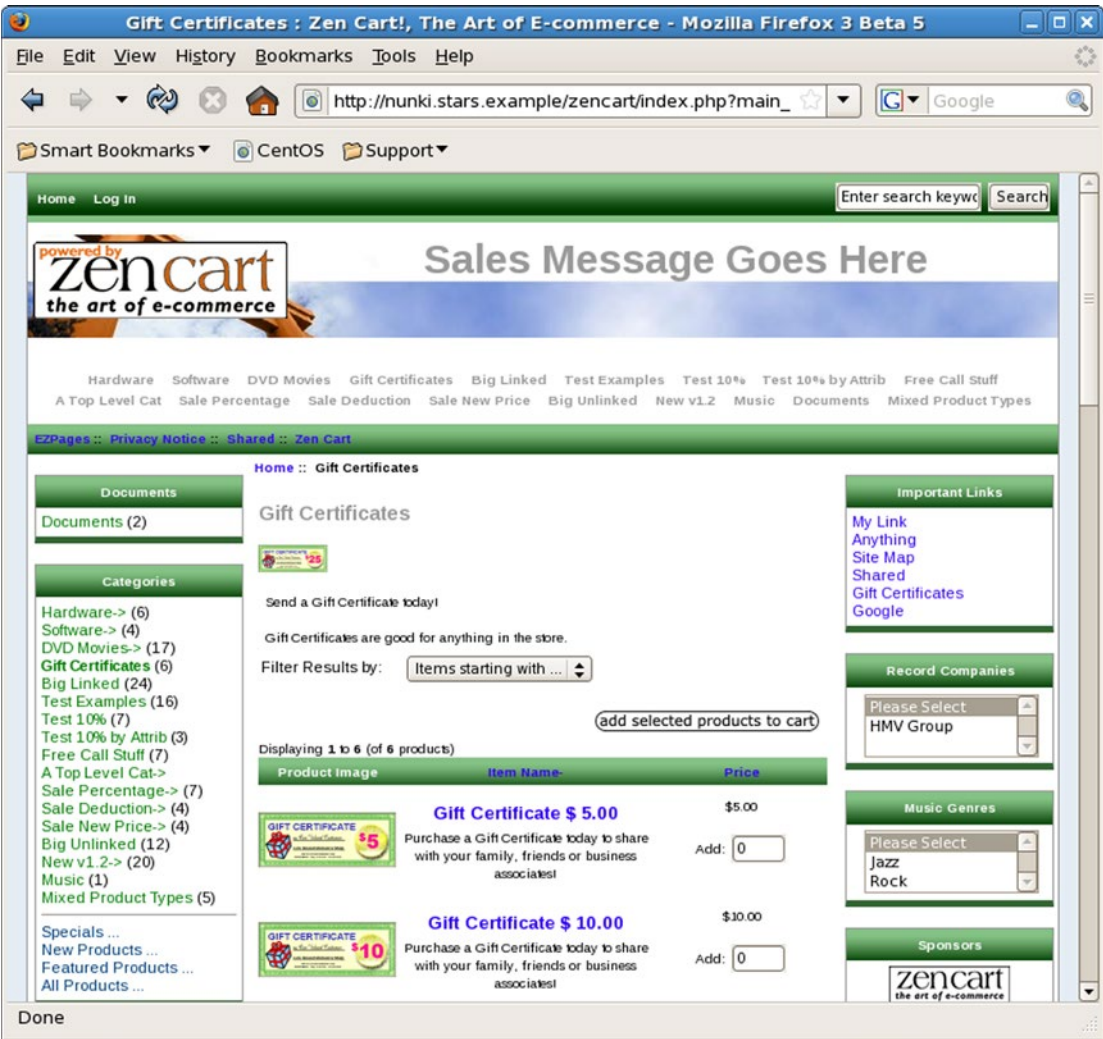 Gift Certificates : Zen Cart!, The Art of E-commerce - Mozilla Firefox 3 Beta 5
File Edit View History Bookmarks Tools Help
http://nunki.stars.example/zencart/index.php?main_
Google
Smart Bookmarks CentOS Support
Home Log In
Enter search keywo
Search
powered by
zen cart
the art of e-commerce
Sales Message Goes Here
Hardware Software DVD Movies Gift Certificates Big Linked Test Examples Test 10% Test 10% by Attrib Free Call Stuff
A Top Level Cat Sale Percentage Sale Deduction Sale New Price Big Unlinked New v1.2 Music Documents Mixed Product Types
EZPages :: Privacy Notice :: Shared :: Zen Cart
Documents
Documents (2)
Categories
Hardware-> (6)
Software-> (4)
DVD Movies-> (17)
Gift Certificates (6)
Big Linked (24)
Test Examples (16)
Test 10% (7)
Test 10% by Attrib (3)
Free Call Stuff (7)
A Top Level Cat->
Sale Percentage-> (7)
Sale Deduction-> (4)
Sale New Price-> (4)
Big Unlinked (12)
New v1.2-> (20)
Music (1)
Mixed Product Types (5)
Specials ...
New Products ...
Featured Products ...
All Products ...
Home :: Gift Certificates
Gift Certificates
$25
Send a Gift Certificate today!
Gift Certificates are good for anything in the store.
Filter Results by: Items starting with ...
add selected products to cart
Displaying 1 to 6 (of 6 products)
Product Image Item Name- Price
GIFT CERTIFICATE
$5
Gift Certificate $ 5.00
Purchase a Gift Certificate today to share
with your family, friends or business
associates!
$5.00
Add: 0
GIFT CERTIFICATE
$10
Gift Certificate $ 10.00
Purchase a Gift Certificate today to share
with your family, friends or business
associates!
$10.00
Add: 0
Important Links
My Link
Anything
Site Map
Shared
Gift Certificates
Google
Record Companies
Please Select
HMV Group
Music Genres
Please Select
Jazz
Rock
Sponsors
zen cart
the art of e-commerce
Done